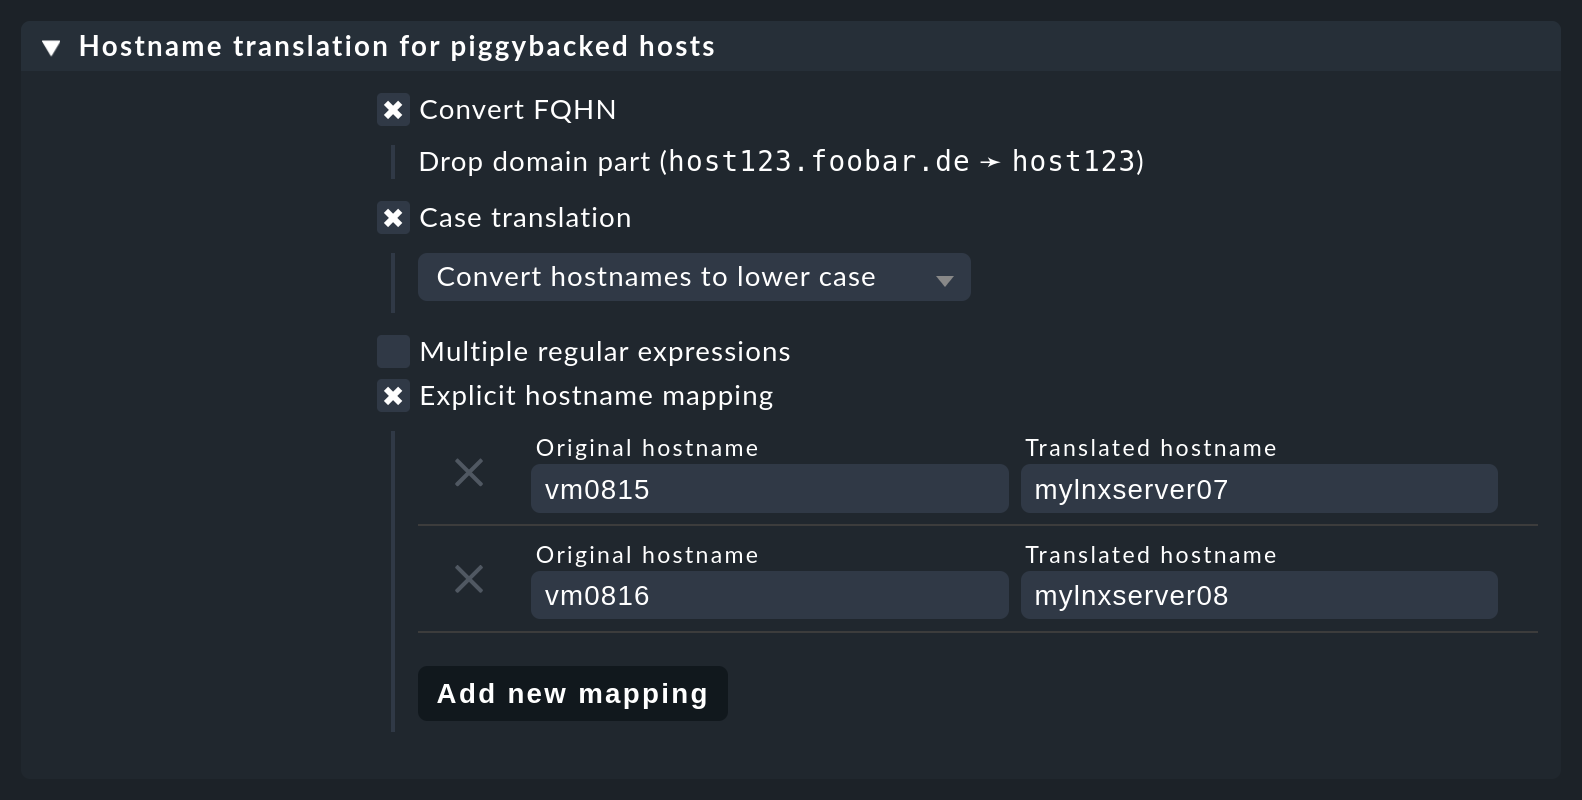 Hostname translation for piggybacked hosts
Convert FQHN
Drop domain part (host123.foobar.de → host123)
Case translation
Convert hostnames to lower case
Multiple regular expressions
Explicit hostname mapping
Original hostname Translated hostname
vm0815 mylnxserver07
Original hostname Translated hostname
vm0816 mylnxserver08
Add new mapping